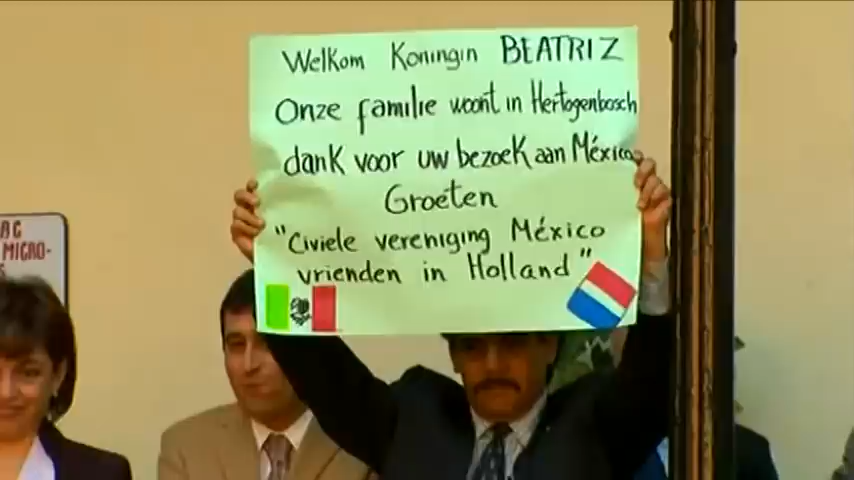 Welkom Koningin BEATRIZ
Onze familie woont in Hertogenbosch
dank voor uw bezoek aan México
Groeten
"Civiele vereniging México
vrienden in Holland"
MICRO-